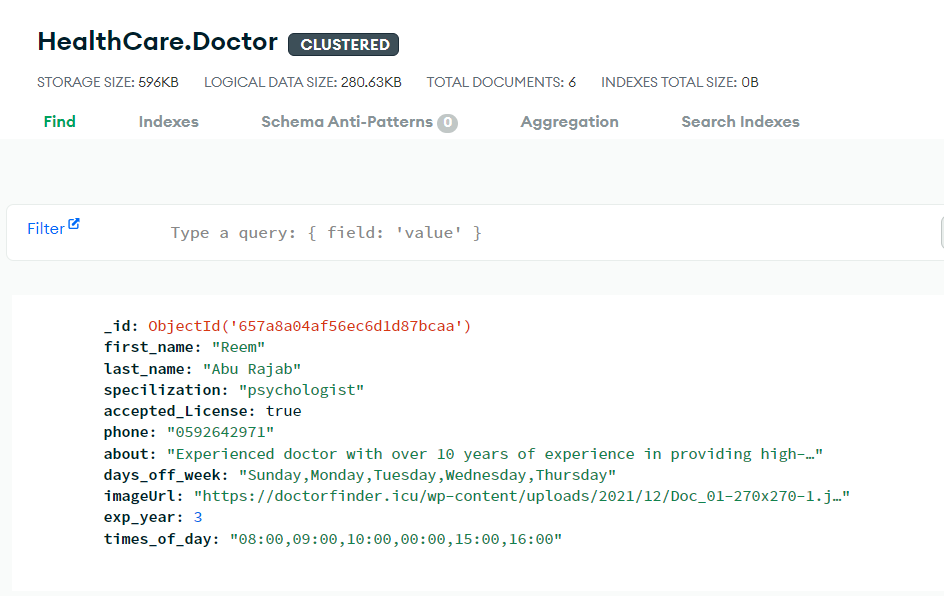 HealthCare.Doctor CLUSTERED
STORAGE SIZE: 596KB LOGICAL DATA SIZE: 280.63KB TOTAL DOCUMENTS: 6 INDEXES TOTAL SIZE: 0B
Find Indexes Schema Anti-Patterns 0 Aggregation Search Indexes
Filter Type a query: { field: 'value' }
_id: ObjectId('657a8a04af56ec6d1d87bcaa')
first_name: "Reem"
last_name: "Abu Rajab"
specilization: "psychologist"
accepted_License: true
phone: "0592642971"
about: "Experienced doctor with over 10 years of experience in providing high-…"
days_off_week: "Sunday,Monday,Tuesday,Wednesday,Thursday"
imageUrl: "https://doctorfinder.icu/wp-content/uploads/2021/12/Doc_01-270x270-1.j…"
exp_year: 3
times_of_day: "08:00,09:00,10:00,00:00,15:00,16:00"